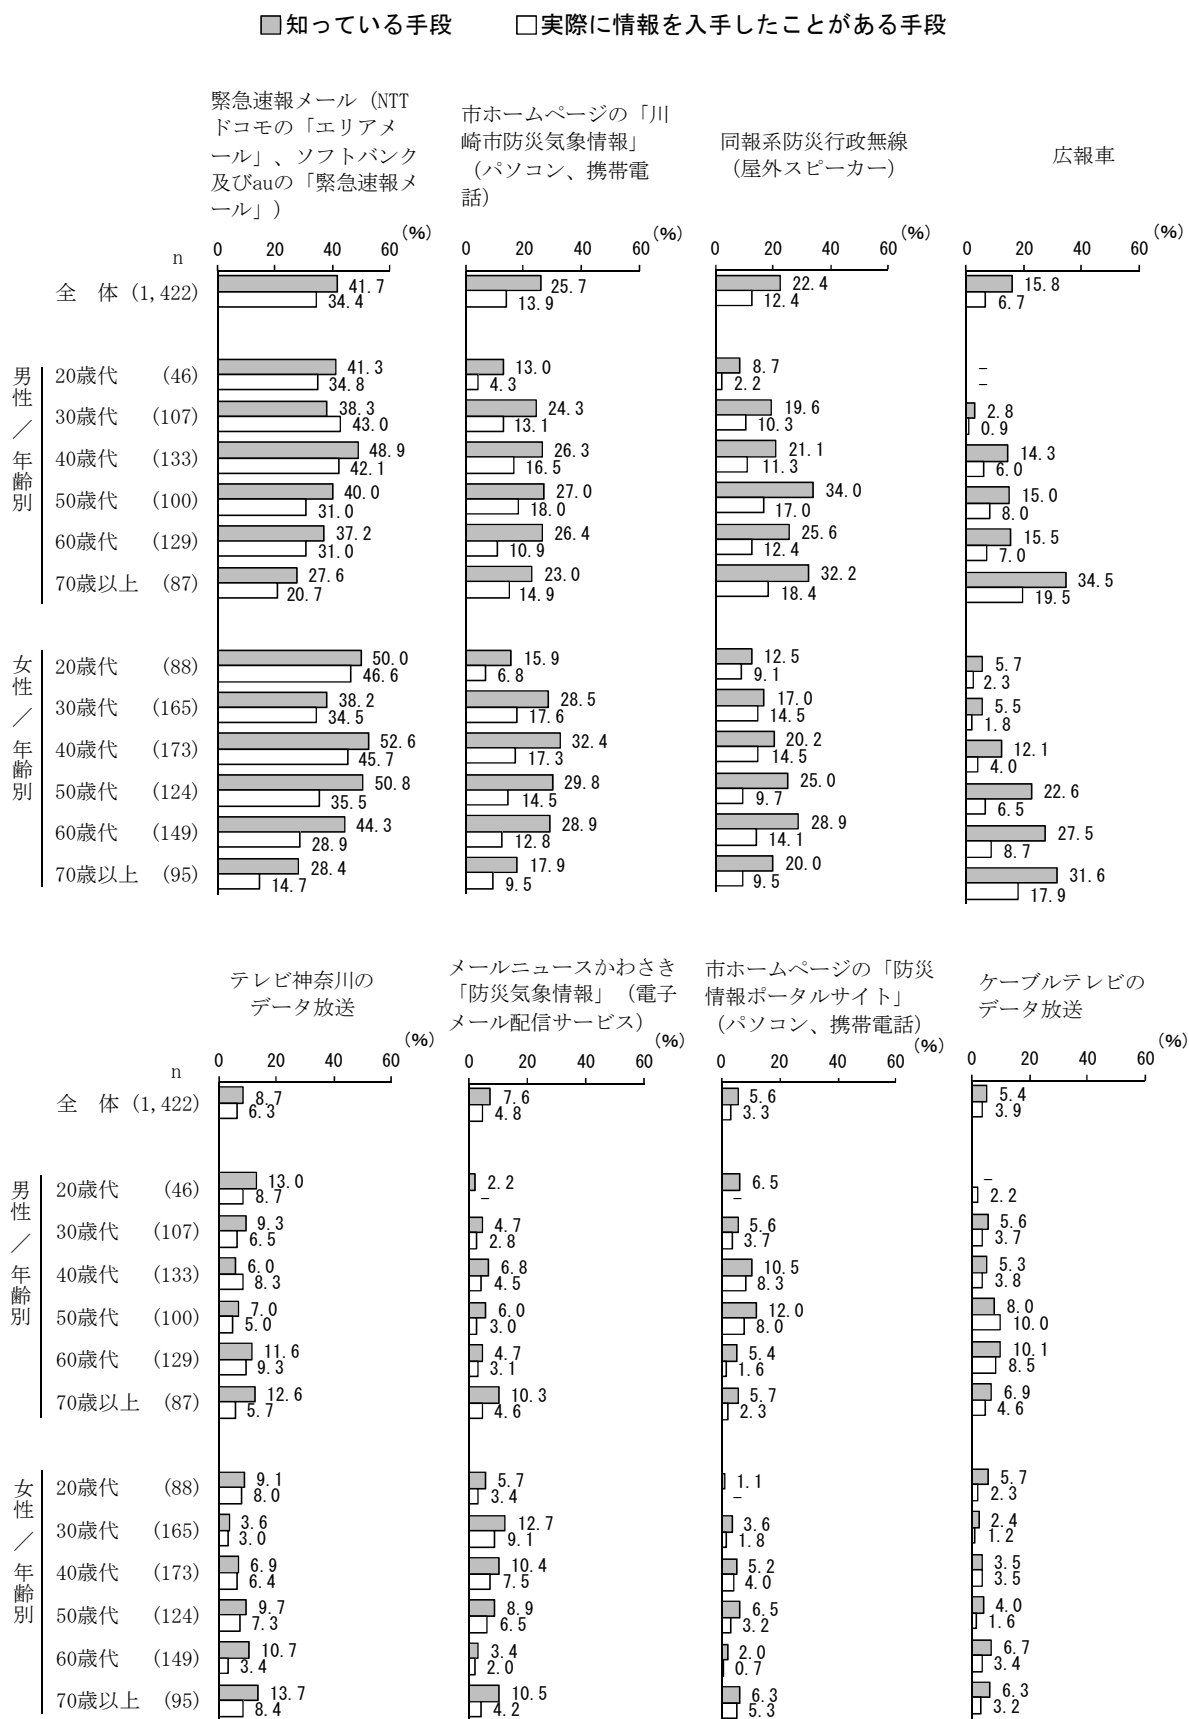 知っている手段 実際に情報を入手したことがある手段
緊急速報メール（NTT
ドコモの「エリアメ
ール」、ソフトバンク
及びauの「緊急速報メ
ール」）
市ホームページの「川
崎市防災気象情報」
（パソコン、携帯電
話）
同報系防災行政無線
（屋外スピーカー）
広報車
0 20 40 60 (%) 0 20 40 60 (%) 0 20 40 60 (%) 0 20 40 60 (%)
n
全 体 (1,422) 41.7 25.7 22.4 15.8
34.4 13.9 12.4 6.7
男性／年齢別
20歳代 (46) 41.3 13.0 8.7 －
34.8 4.3 2.2 －
30歳代 (107) 38.3 24.3 19.6 2.8
43.0 13.1 10.3 0.9
40歳代 (133) 48.9 26.3 21.1 14.3
42.1 16.5 11.3 6.0
50歳代 (100) 40.0 27.0 34.0 15.0
31.0 18.0 17.0 8.0
60歳代 (129) 37.2 26.4 25.6 15.5
31.0 10.9 12.4 7.0
70歳以上 (87) 27.6 23.0 32.2 34.5
20.7 14.9 18.4 19.5
女性／年齢別
20歳代 (88) 50.0 15.9 12.5 5.7
46.6 6.8 9.1 2.3
30歳代 (165) 38.2 28.5 17.0 5.5
34.5 17.6 14.5 1.8
40歳代 (173) 52.6 32.4 20.2 12.1
45.7 17.3 14.5 4.0
50歳代 (124) 50.8 29.8 25.0 22.6
35.5 14.5 9.7 6.5
60歳代 (149) 44.3 28.9 28.9 27.5
28.9 12.8 14.1 8.7
70歳以上 (95) 28.4 17.9 20.0 31.6
14.7 9.5 9.5 17.9
テレビ神奈川の
データ放送
メールニュースかわさき
「防災気象情報」（電子
メール配信サービス）
市ホームページの「防災
情報ポータルサイト」
（パソコン、携帯電話）
ケーブルテレビの
データ放送
0 20 40 60 (%) 0 20 40 60 (%) 0 20 40 60 (%) 0 20 40 60 (%)
n
全 体 (1,422) 8.7 7.6 5.6 5.4
6.3 4.8 3.3 3.9
男性／年齢別
20歳代 (46) 13.0 2.2 6.5 －
8.7 － － 2.2
30歳代 (107) 9.3 4.7 5.6 5.6
6.5 2.8 3.7 3.7
40歳代 (133) 6.0 6.8 10.5 5.3
8.3 4.5 8.3 3.8
50歳代 (100) 7.0 6.0 12.0 8.0
5.0 3.0 8.0 10.0
60歳代 (129) 11.6 4.7 5.4 10.1
9.3 3.1 1.6 8.5
70歳以上 (87) 12.6 10.3 5.7 6.9
5.7 4.6 2.3 4.6
女性／年齢別
20歳代 (88) 9.1 5.7 1.1 5.7
8.0 3.4 － 2.3
30歳代 (165) 3.6 12.7 3.6 2.4
3.0 9.1 1.8 1.2
40歳代 (173) 6.9 10.4 5.2 3.5
6.4 7.5 4.0 3.5
50歳代 (124) 9.7 8.9 6.5 4.0
7.3 6.5 3.2 1.6
60歳代 (149) 10.7 3.4 2.0 6.7
3.4 2.0 0.7 3.4
70歳以上 (95) 13.7 10.5 6.3 6.3
8.4 4.2 5.3 3.2